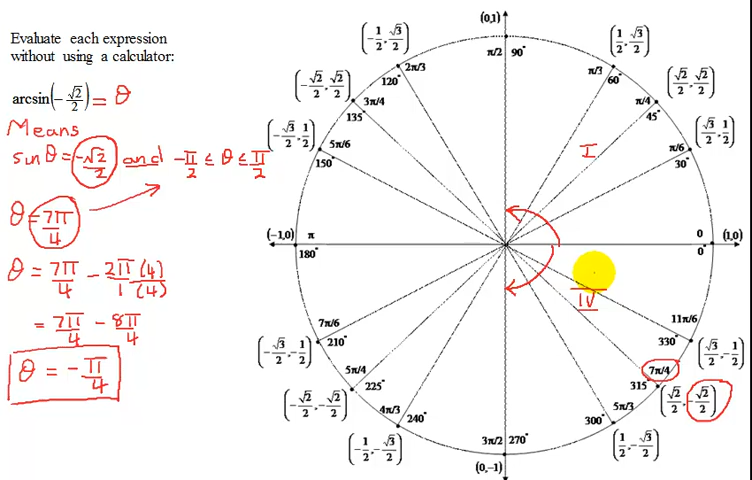 Evaluate each expression
without using a calculator:
arcsin(-√2/2) = θ
Means
sin θ = -√2/2 and -π/2 ≤ θ ≤ π/2
θ = 7π/4
θ = 7π/4 - 2π/1 (4)/(4)
= 7π/4 - 8π/4
θ = -π/4
(0,1)
π/2 90°
(-1/2, √3/2)
2π/3
120°
(-√2/2, √2/2)
3π/4
135
(-√3/2, 1/2)
5π/6
150°
(1/2, √3/2)
π/3
60°
(√2/2, √2/2)
π/4
45°
(√3/2, 1/2)
π/6
30°
I
(-1,0)
π
180°
0
0°
(1,0)
IV
7π/6
210°
(-√3/2, -1/2)
5π/4
225°
(-√2/2, -√2/2)
4π/3
240°
(-1/2, -√3/2)
3π/2 270°
(0,-1)
11π/6
330°
(√3/2, -1/2)
7π/4
315
(√2/2, -√2/2)
5π/3
300°
(1/2, -√3/2)